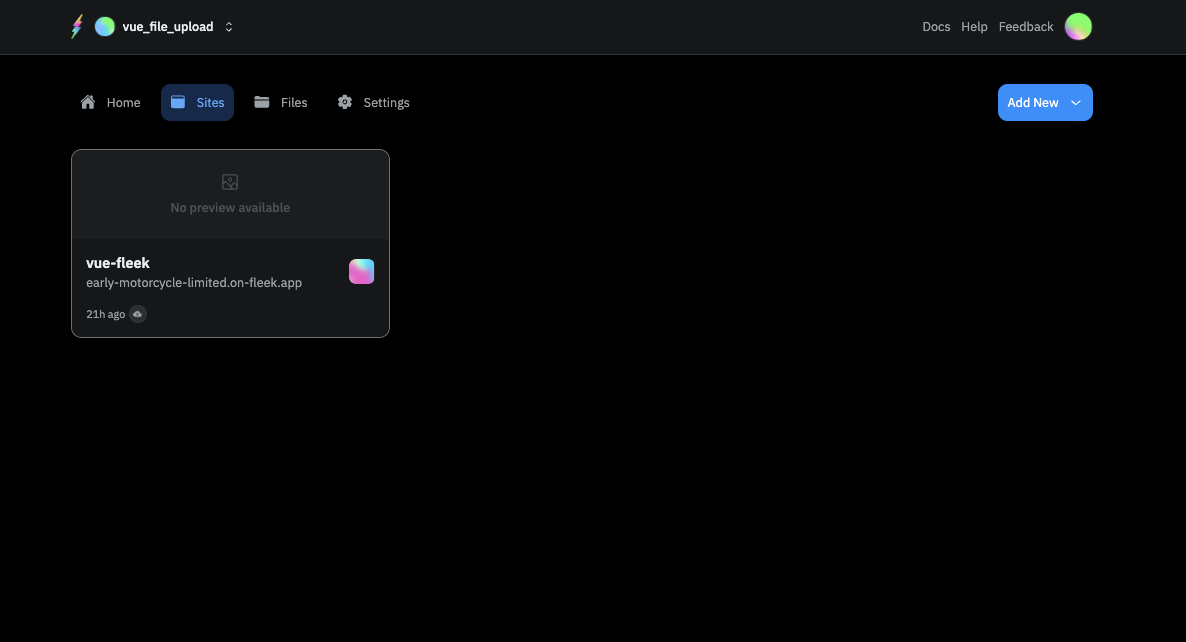 vue_file_upload
Docs Help Feedback
Home Sites Files Settings
Add New
No preview available
vue-fleek
early-motorcycle-limited.on-fleek.app
21h ago